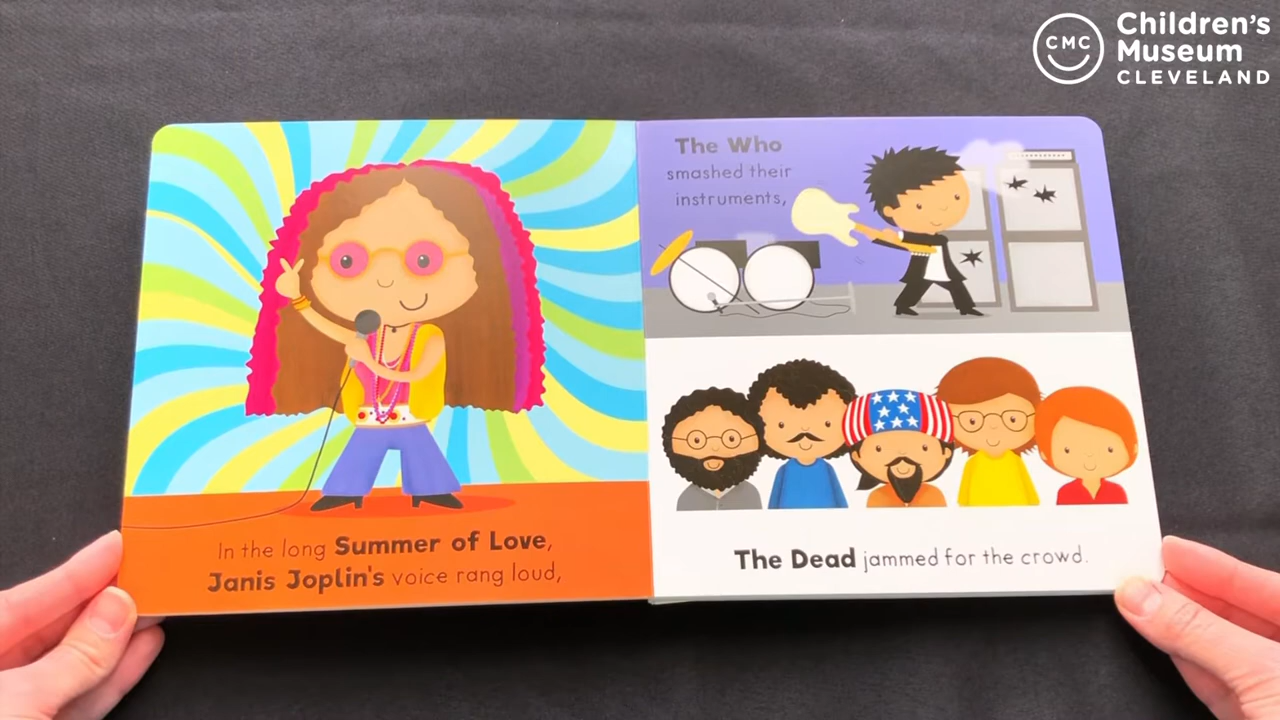 CMC
Children's
Museum
CLEVELAND
In the long Summer of Love,
Janis Joplin's voice rang loud,
The Who
smashed their
instruments,
The Dead jammed for the crowd.